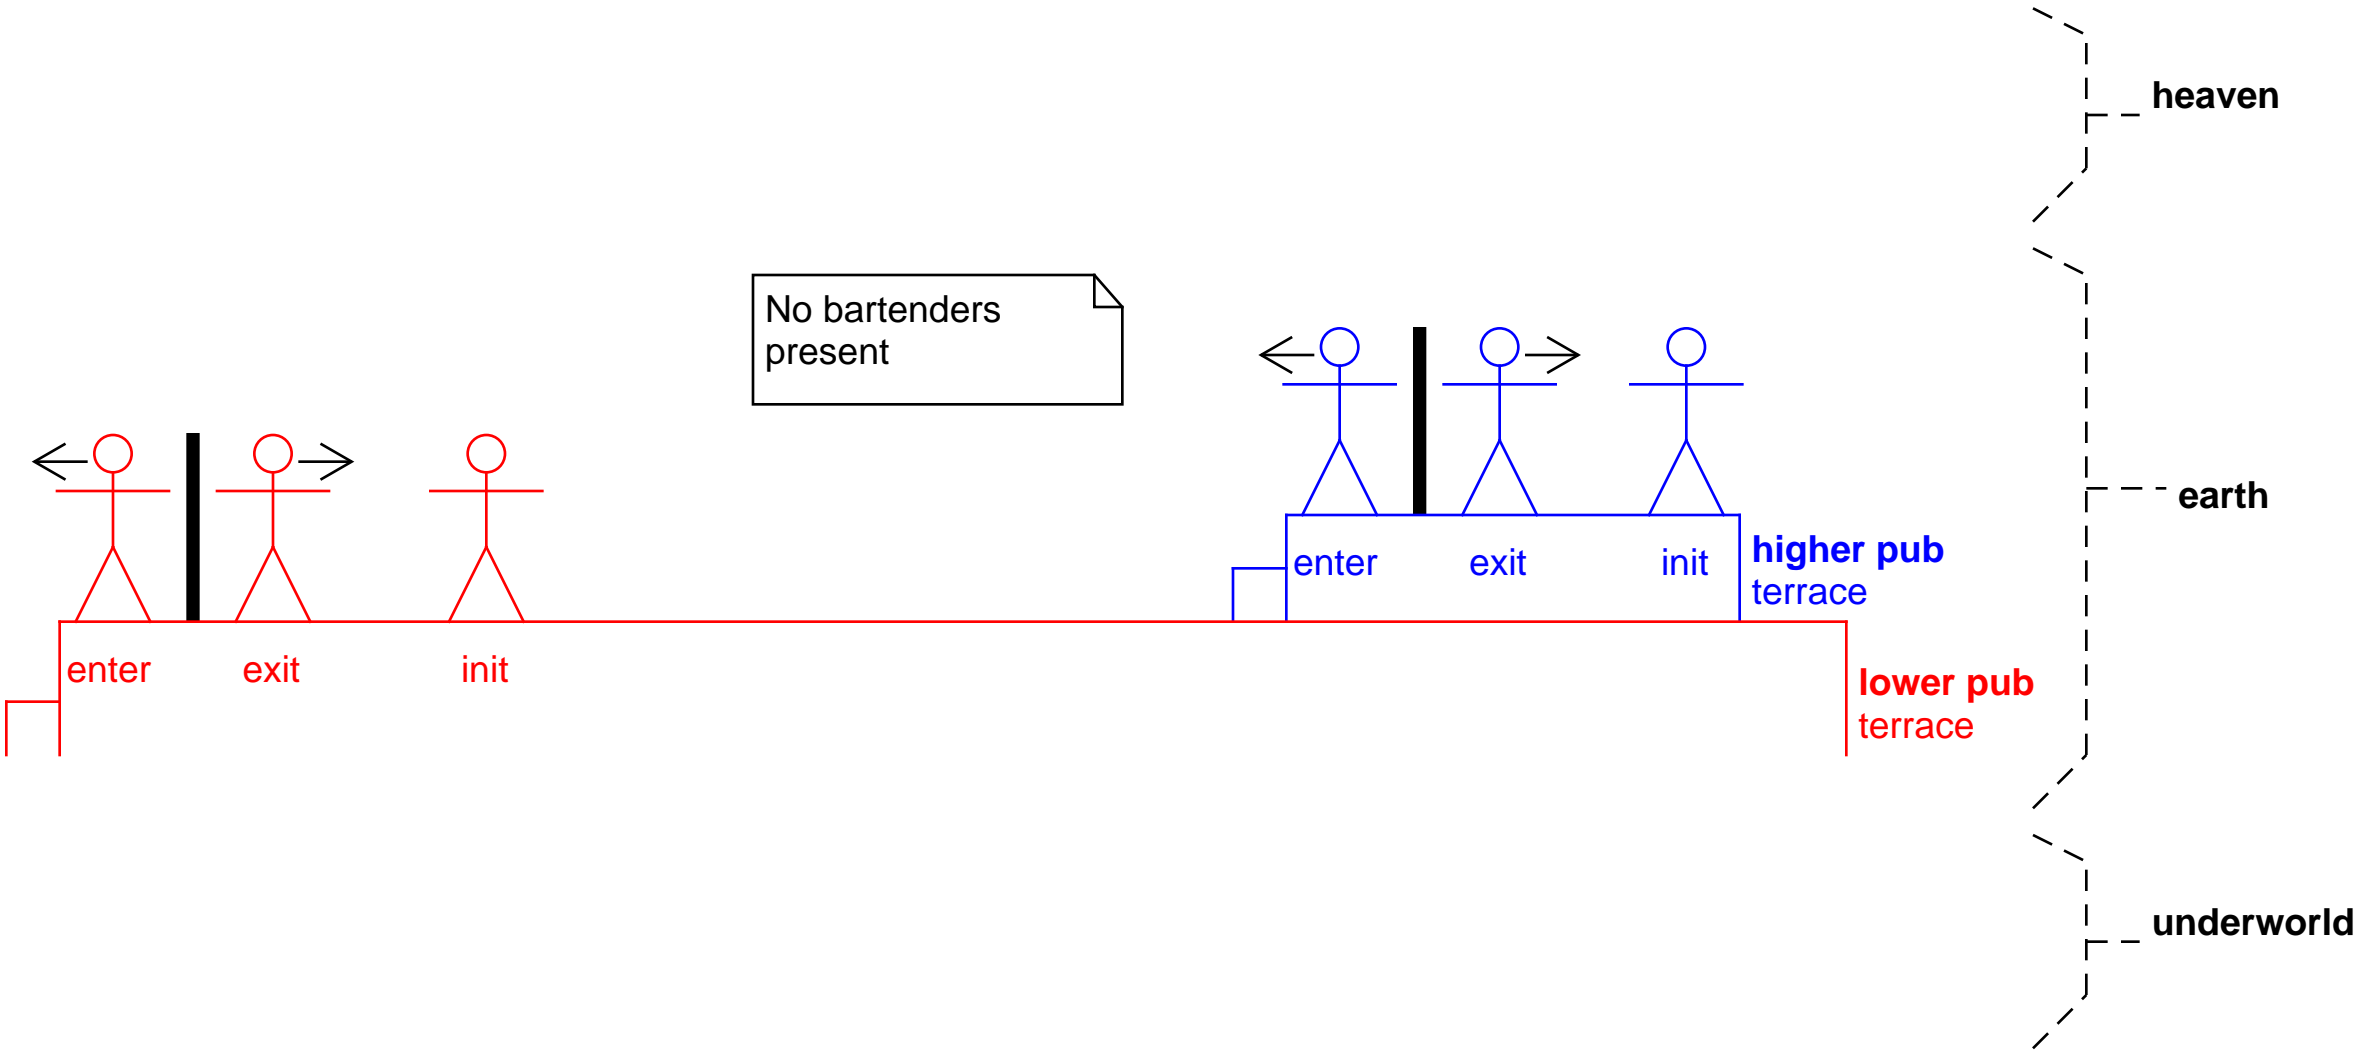 heaven
No bartenders
present
earth
enter
exit
init
higher pub
terrace
enter
exit
init
lower pub
terrace
underworld